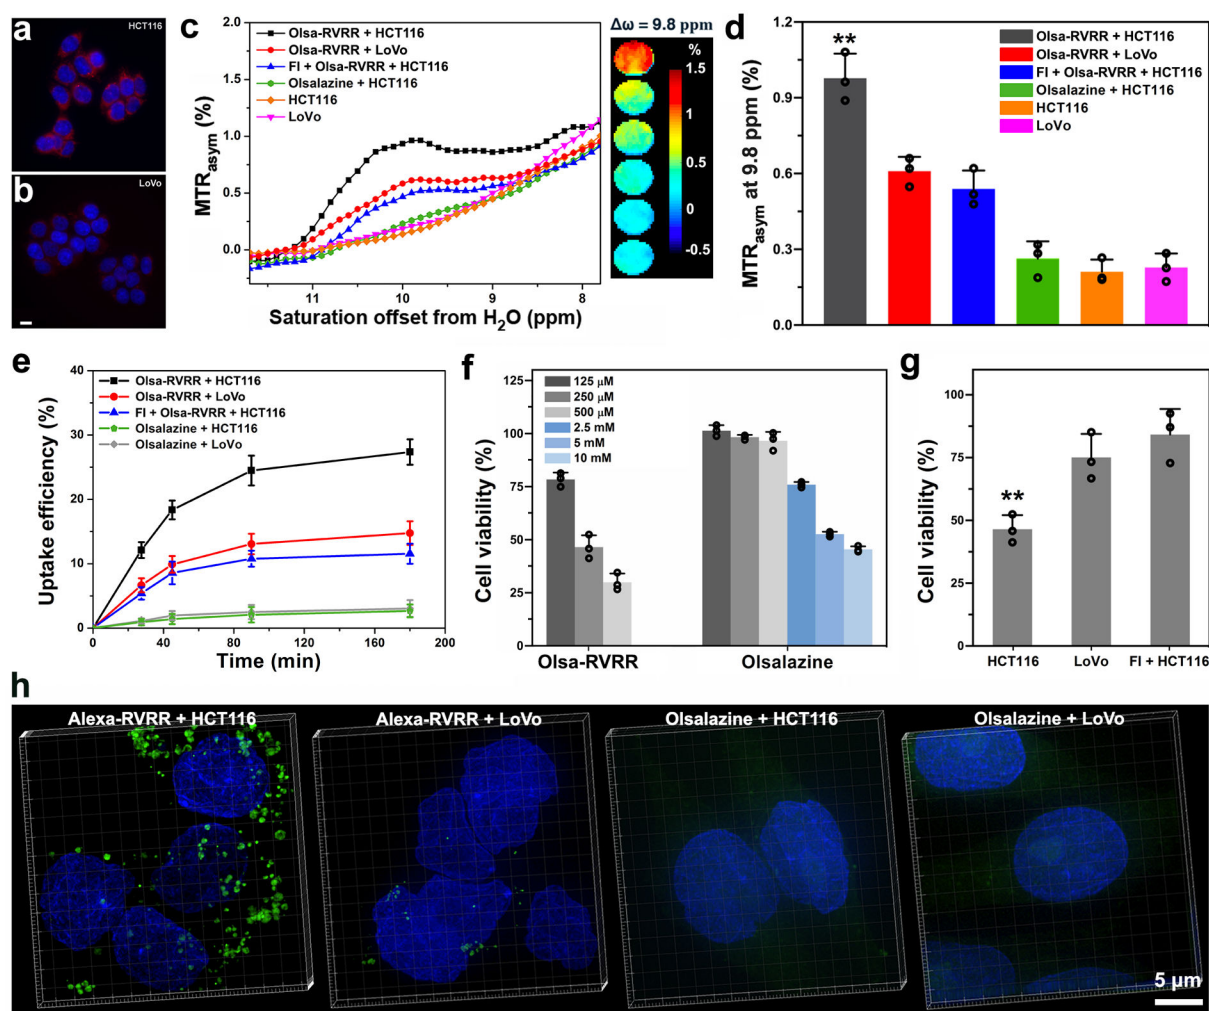 a
HCT116
b
LoVo
c
2.0
1.5
1.0
0.5
0.0
MTRasym (%)
Olsa-RVRR + HCT116
Olsa-RVRR + LoVo
FI + Olsa-RVRR + HCT116
Olsalazine + HCT116
HCT116
LoVo
11 10 9 8
Saturation offset from H2O (ppm)
Δω = 9.8 ppm
%
1.5
1
0.5
0
-0.5
d
1.2
0.9
0.6
0.3
0.0
MTRasym at 9.8 ppm (%)
**
Olsa-RVRR + HCT116
Olsa-RVRR + LoVo
FI + Olsa-RVRR + HCT116
Olsalazine + HCT116
HCT116
LoVo
e
40
30
20
10
0
Uptake efficiency (%)
Olsa-RVRR + HCT116
Olsa-RVRR + LoVo
FI + Olsa-RVRR + HCT116
Olsalazine + HCT116
Olsalazine + LoVo
0 40 80 120 160 200
Time (min)
f
125
100
75
50
25
0
Cell viability (%)
125 μM
250 μM
500 μM
2.5 mM
5 mM
10 mM
Olsa-RVRR Olsalazine
g
75
50
25
0
Cell viability (%)
**
HCT116 LoVo FI + HCT116
h
Alexa-RVRR + HCT116 Alexa-RVRR + LoVo Olsalazine + HCT116 Olsalazine + LoVo
5 μm